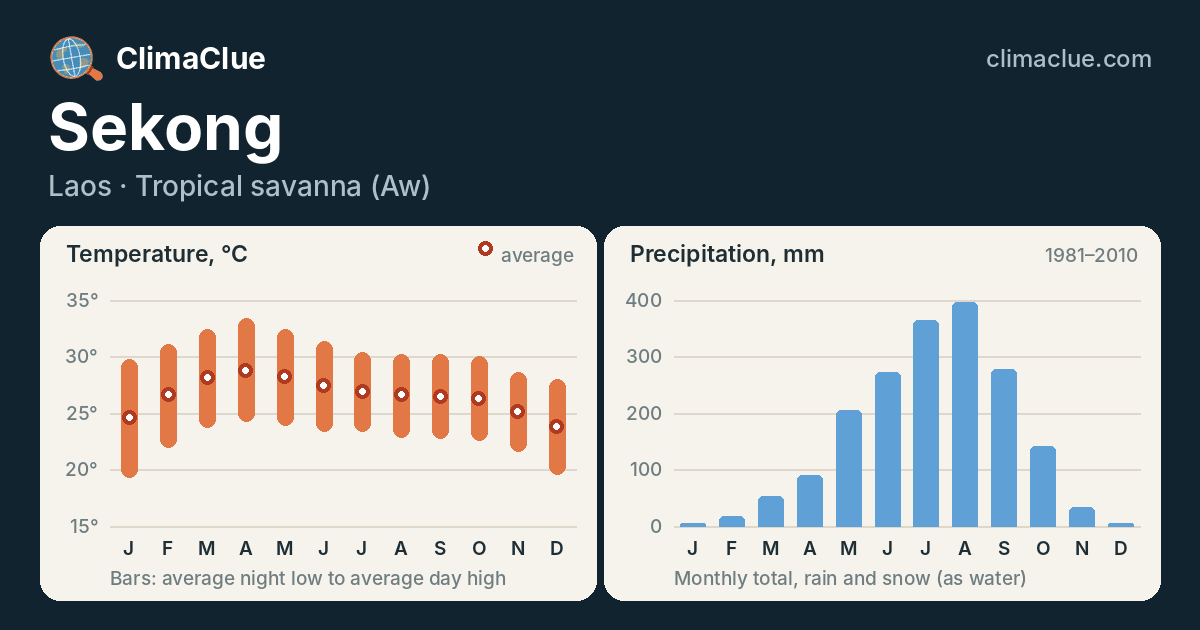 ClimaClue
climaclue.com
Sekong
Laos · Tropical savanna (Aw)
Temperature, °C
average
35°
30°
25°
20°
15°
J F M A M J J A S O N D
Bars: average night low to average day high
Precipitation, mm
1981–2010
400
300
200
100
0
J F M A M J J A S O N D
Monthly total, rain and snow (as water)